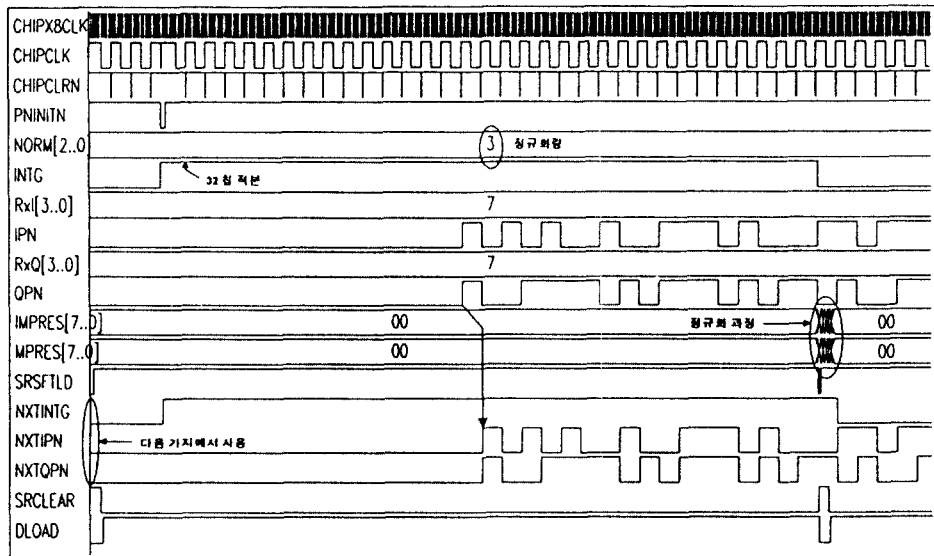 CHIPX8CLK
CHIPCLK
CHIPCLRN
PNINITN
NORM[2..0 3 정규화량
INTG 32칩 적분
RxI[3..0] 7
IPN
RxQ[3..0] 7
QPN
IMPRES[7..0] 00 정규화 과정 00
MPRES[7..0] 00 00
SRSFTLD
NXTINTG
NXTIPN 다음 가지에서 사용
NXTQPN
SRCLEAR
DLOAD